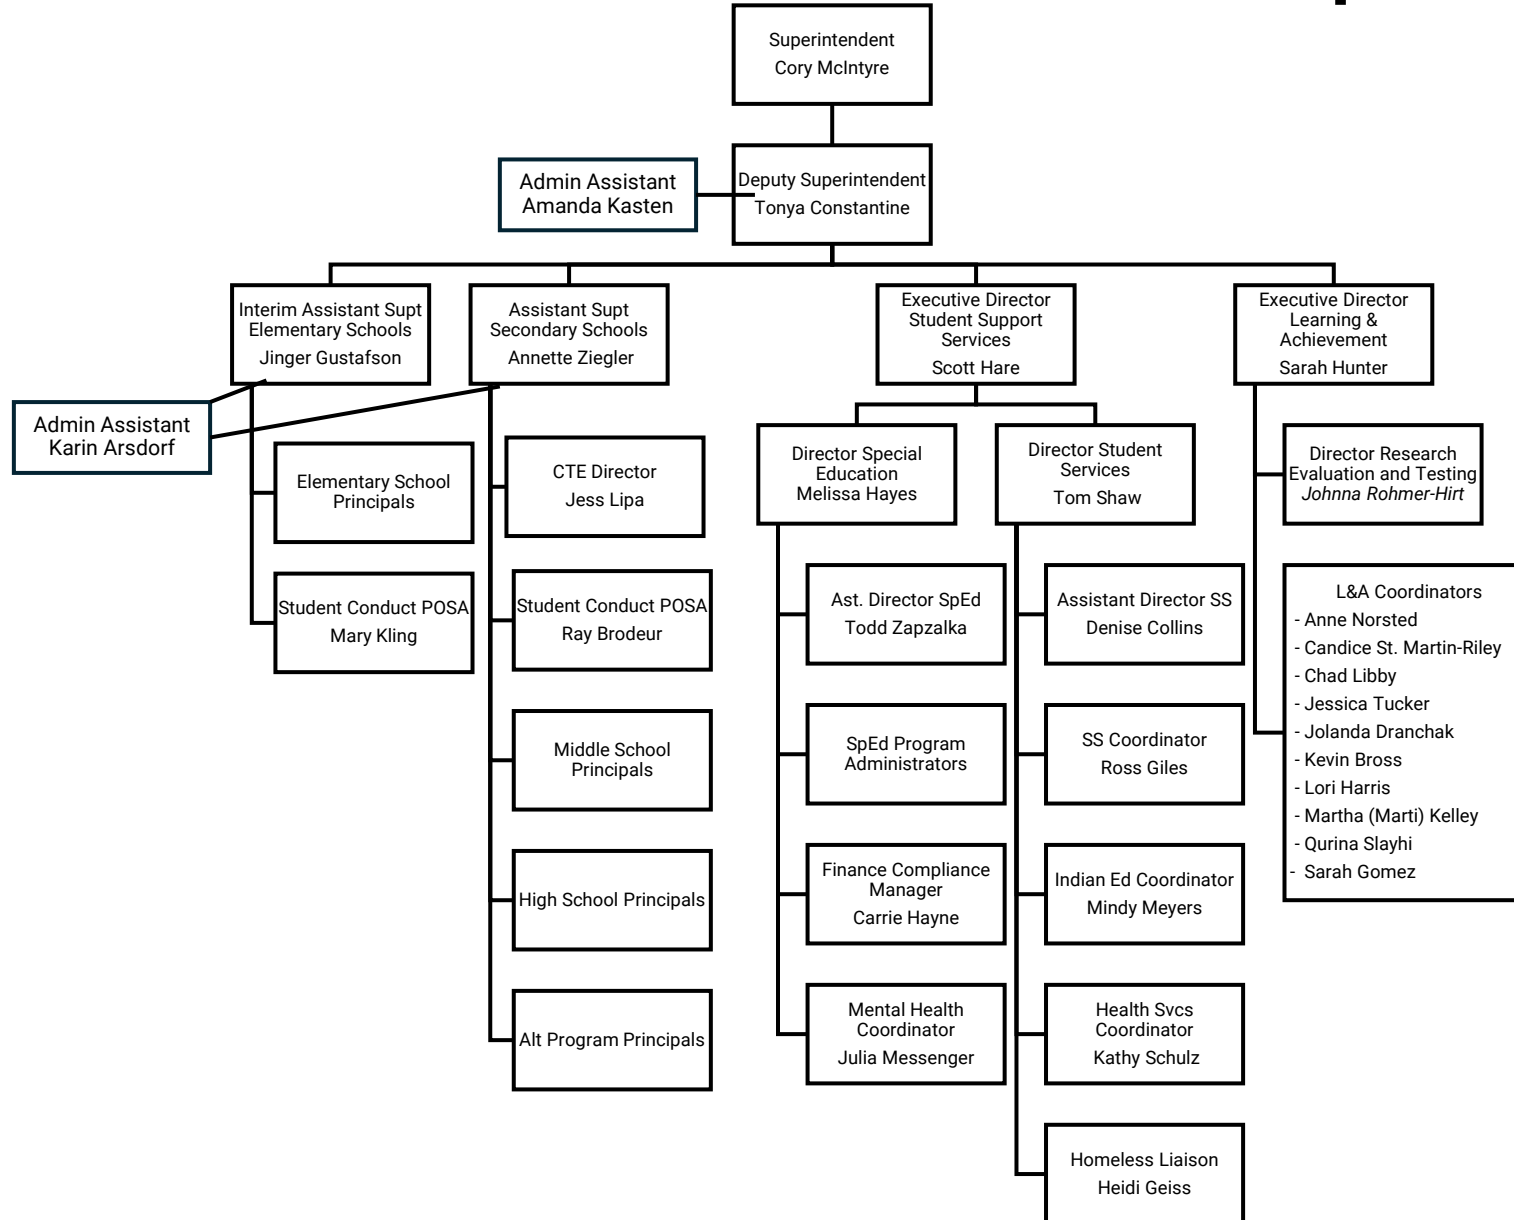 Superintendent
Cory McIntyre
Admin Assistant
Amanda Kasten
Deputy Superintendent
Tonya Constantine
Interim Assistant Supt
Elementary Schools
Jinger Gustafson
Assistant Supt
Secondary Schools
Annette Ziegler
Executive Director
Student Support
Services
Scott Hare
Executive Director
Learning &
Achievement
Sarah Hunter
Admin Assistant
Karin Arsdorf
Elementary School
Principals
Student Conduct POSA
Mary Kling
CTE Director
Jess Lipa
Student Conduct POSA
Ray Brodeur
Middle School
Principals
High School Principals
Alt Program Principals
Director Special
Education
Melissa Hayes
Ast. Director SpEd
Todd Zapzalka
SpEd Program
Administrators
Finance Compliance
Manager
Carrie Hayne
Mental Health
Coordinator
Julia Messenger
Director Student
Services
Tom Shaw
Assistant Director SS
Denise Collins
SS Coordinator
Ross Giles
Indian Ed Coordinator
Mindy Meyers
Health Svcs
Coordinator
Kathy Schulz
Homeless Liaison
Heidi Geiss
Director Research
Evaluation and Testing
Johnna Rohmer-Hirt
L&A Coordinators
- Anne Norsted
- Candice St. Martin-Riley
- Chad Libby
- Jessica Tucker
- Jolanda Dranchak
- Kevin Bross
- Lori Harris
- Martha (Marti) Kelley
- Qurina Slayhi
- Sarah Gomez